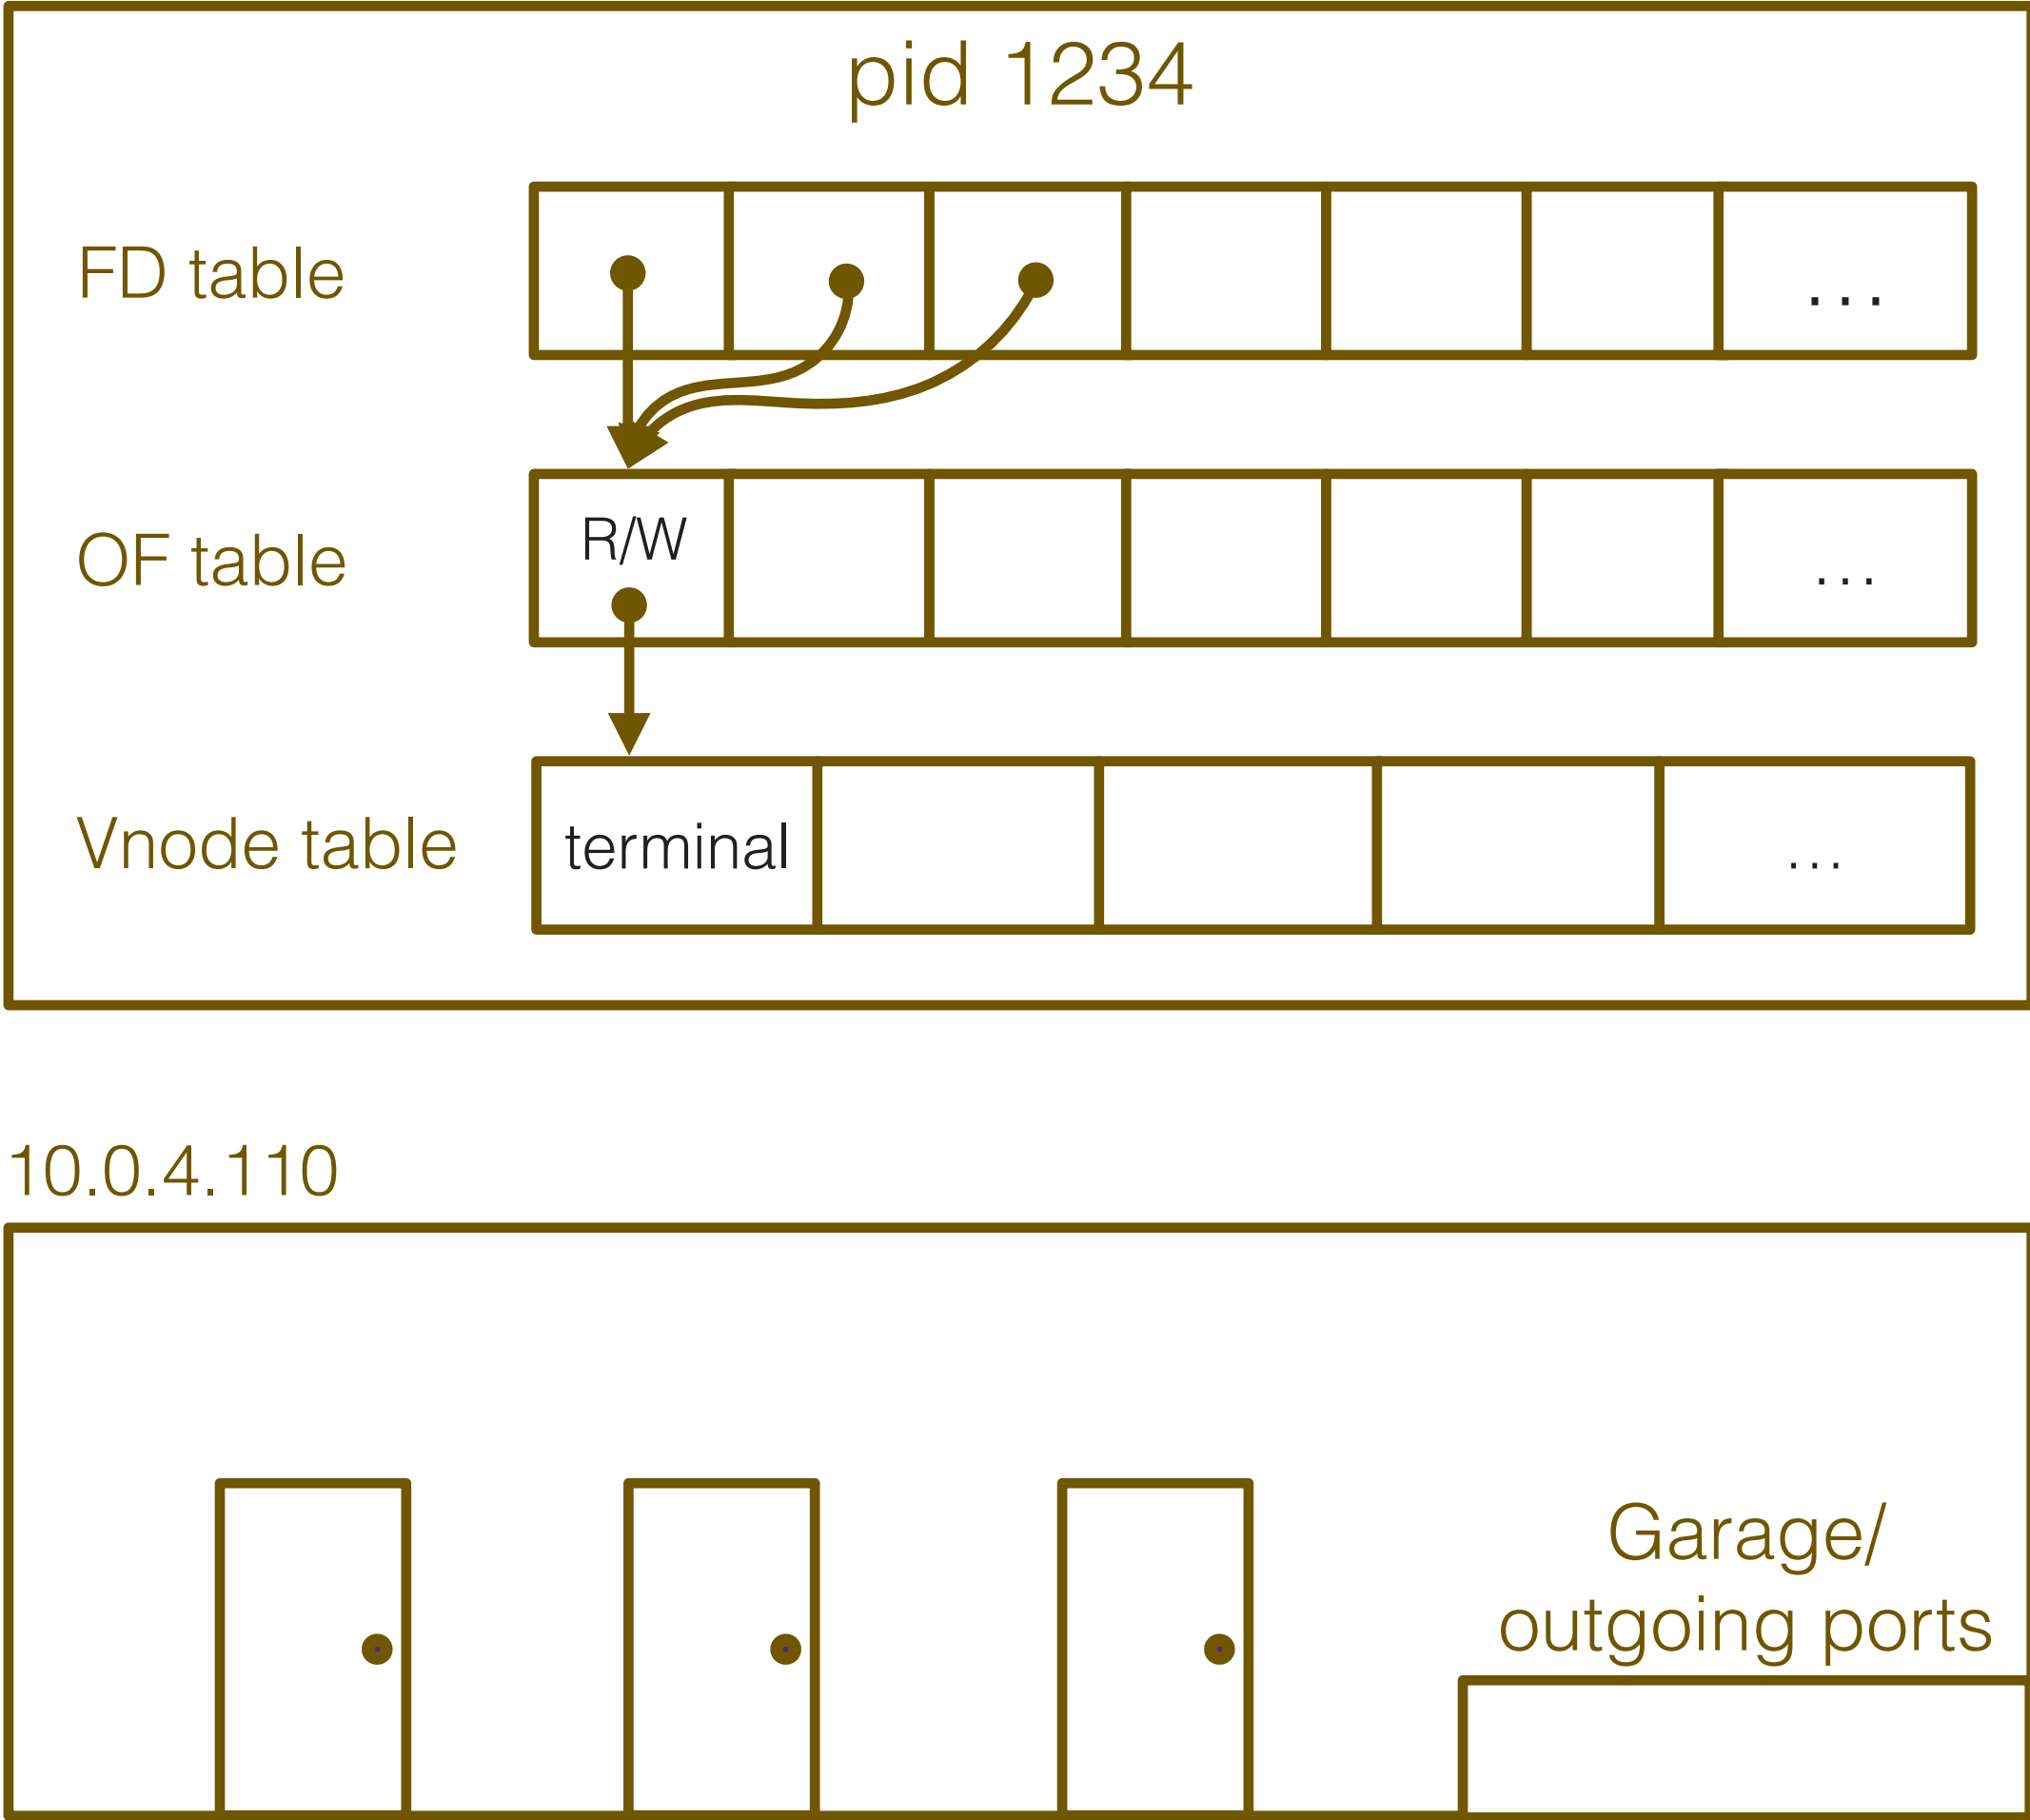 pid 1234
FD table
...
OF table
R/W
...
Vnode table
terminal
...
10.0.4.110
Garage/
outgoing ports